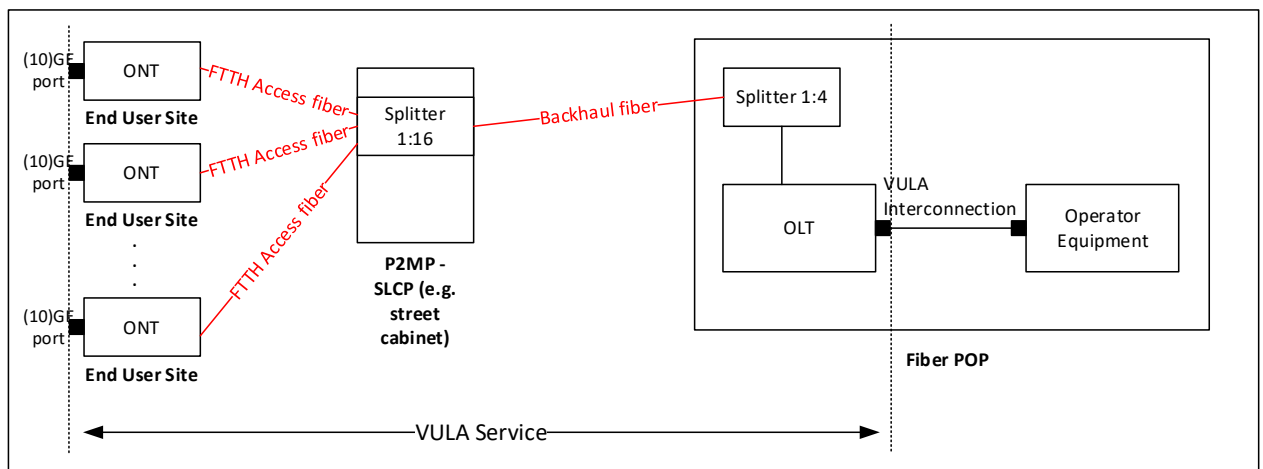 (10)GE
port
ONT
End User Site
FTTH Access fiber
(10)GE
port
ONT
End User Site
FTTH Access fiber
.
.
.
(10)GE
port
ONT
End User Site
FTTH Access fiber
Splitter
1:16
P2MP -
SLCP (e.g.
street
cabinet)
Backhaul fiber
Splitter 1:4
OLT
VULA
Interconnection
Operator
Equipment
Fiber POP
VULA Service